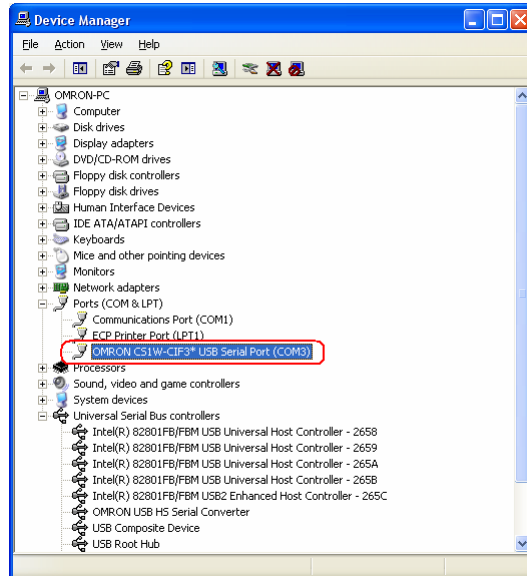 Device Manager
File Action View Help
OMRON-PC
Computer
Disk drives
Display adapters
DVD/CD-ROM drives
Floppy disk controllers
Floppy disk drives
Human Interface Devices
IDE ATA/ATAPI controllers
Keyboards
Mice and other pointing devices
Monitors
Network adapters
Ports (COM & LPT)
Communications Port (COM1)
ECP Printer Port (LPT1)
OMRON CS1W-CIF3* USB Serial Port (COM3)
Processors
Sound, video and game controllers
System devices
Universal Serial Bus controllers
Intel(R) 82801FB/FBM USB Universal Host Controller - 2658
Intel(R) 82801FB/FBM USB Universal Host Controller - 2659
Intel(R) 82801FB/FBM USB Universal Host Controller - 265A
Intel(R) 82801FB/FBM USB Universal Host Controller - 265B
Intel(R) 82801FB/FBM USB2 Enhanced Host Controller - 265C
OMRON USB HS Serial Converter
USB Composite Device
USB Root Hub